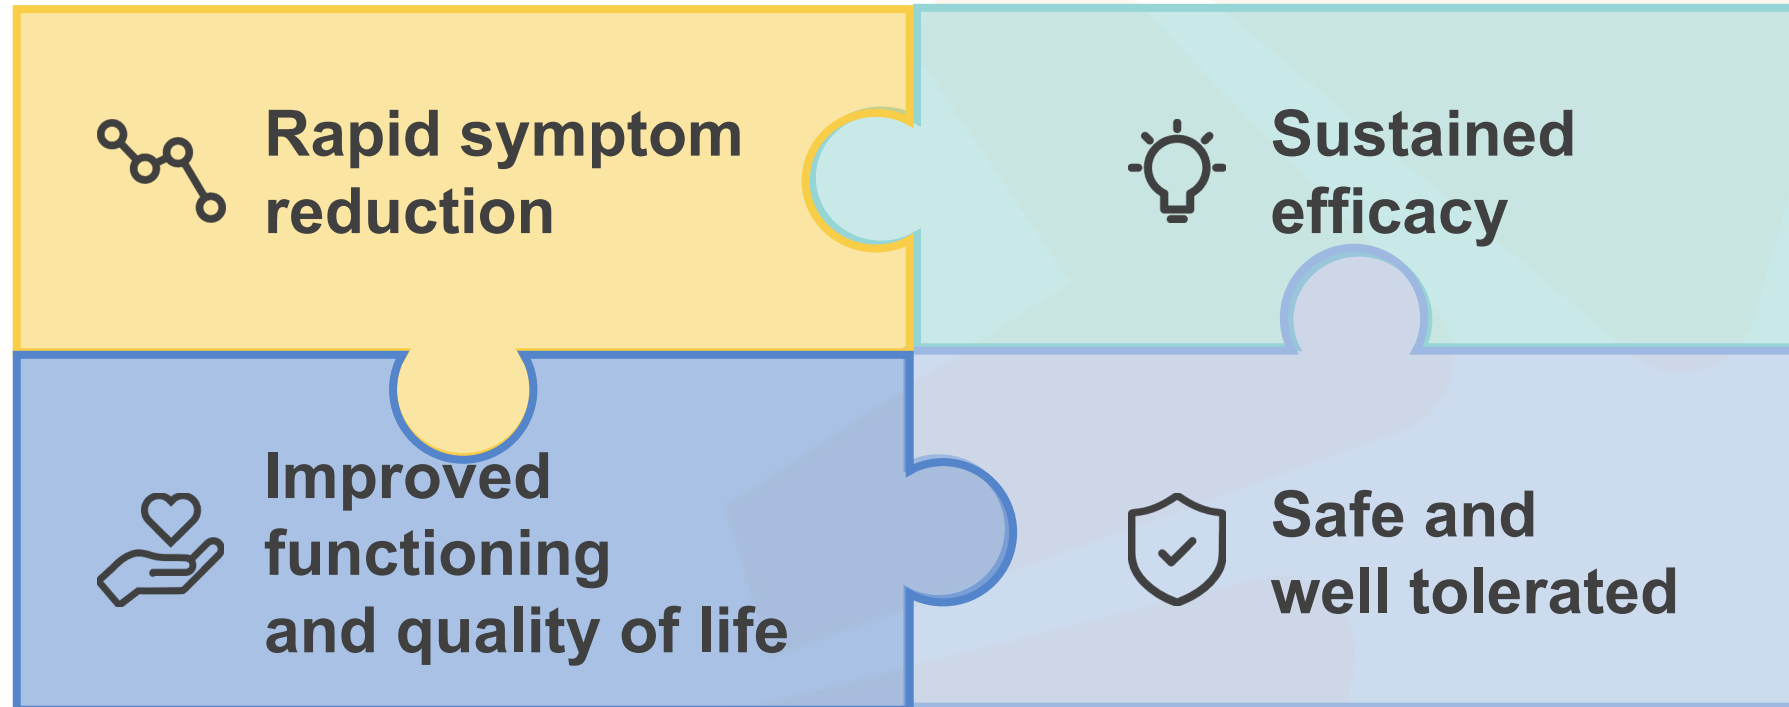 Rapid symptom
reduction
Sustained
efficacy
Improved
functioning
and quality of life
Safe and
well tolerated